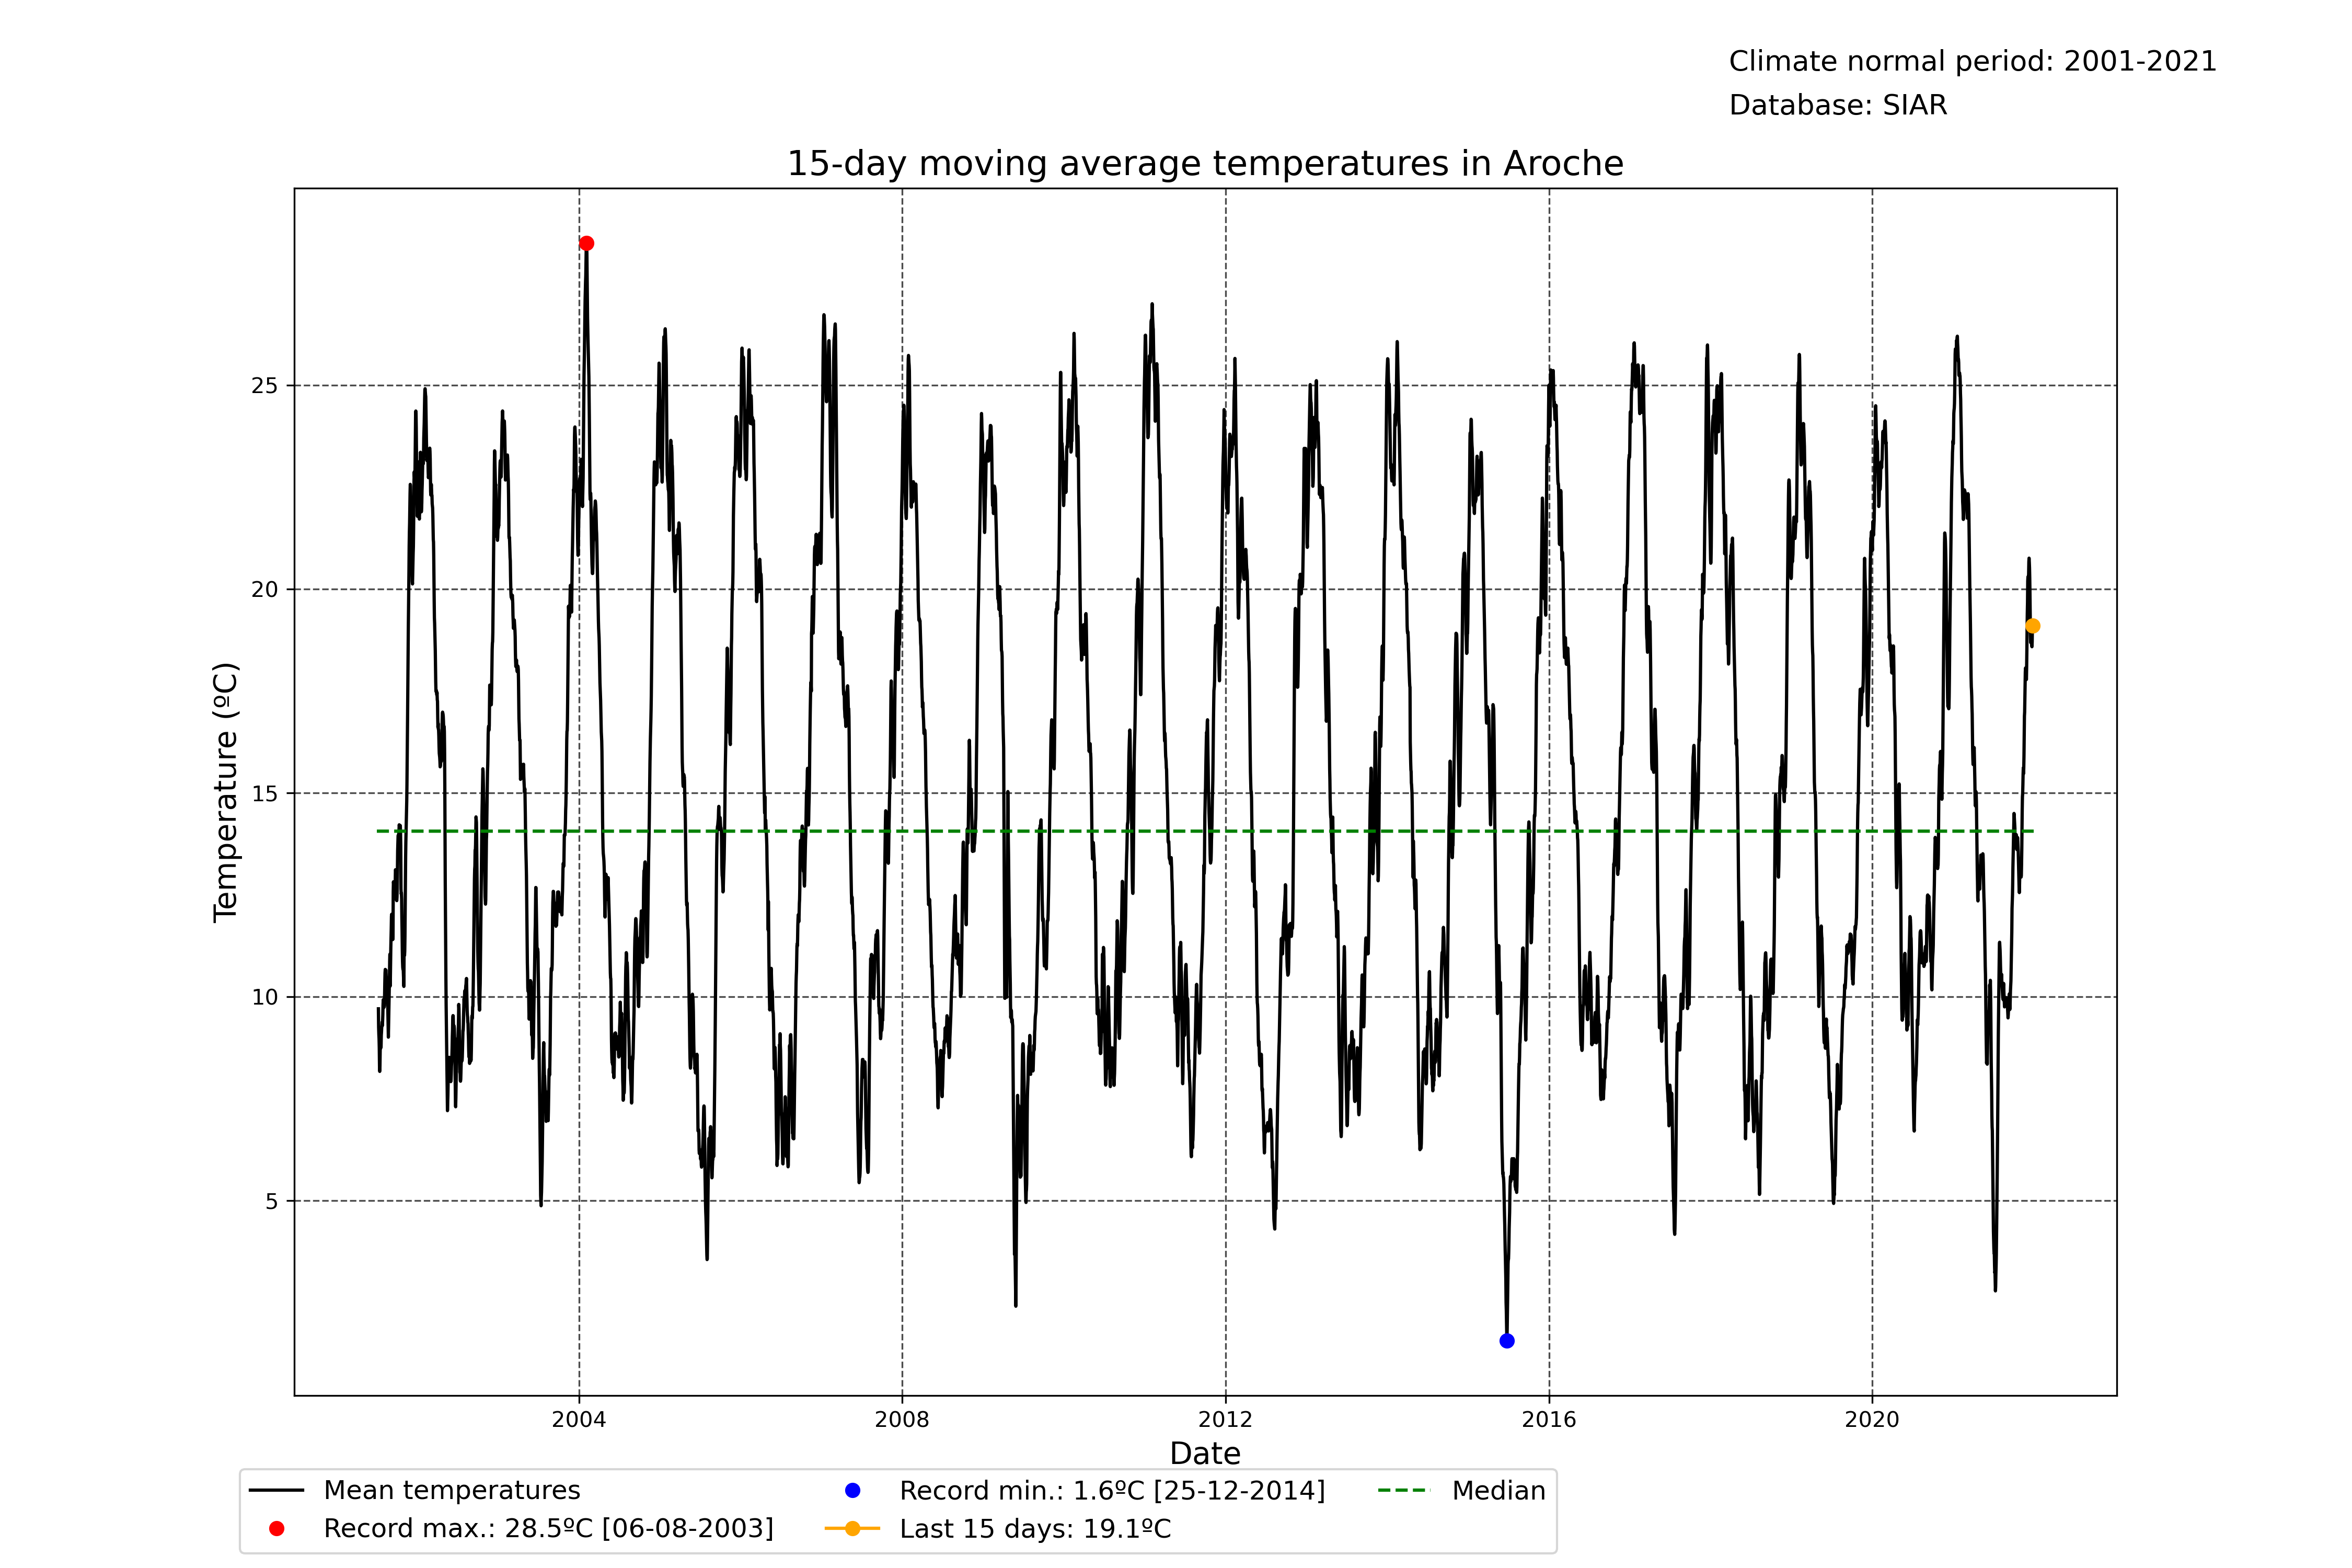 Climate normal period: 2001-2021
Database: SIAR
15-day moving average temperatures in Aroche
25
20
15
10
5
Temperature (ºC)
2004 2008 2012 2016 2020
Date
Mean temperatures
Record max.: 28.5ºC [06-08-2003]
Record min.: 1.6ºC [25-12-2014]
Last 15 days: 19.1ºC
Median